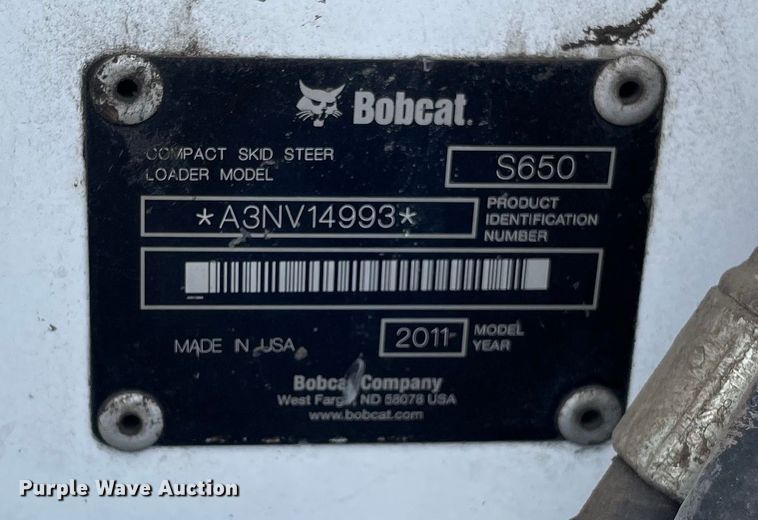 Bobcat.
COMPACT SKID STEER
LOADER MODEL
S650
*A3NV14993*
PRODUCT
IDENTIFICATION
NUMBER
MADE IN USA
2011
MODEL
YEAR
Bobcat Company
West Fargo, ND 58078 USA
www.bobcat.com
Purple Wave Auction